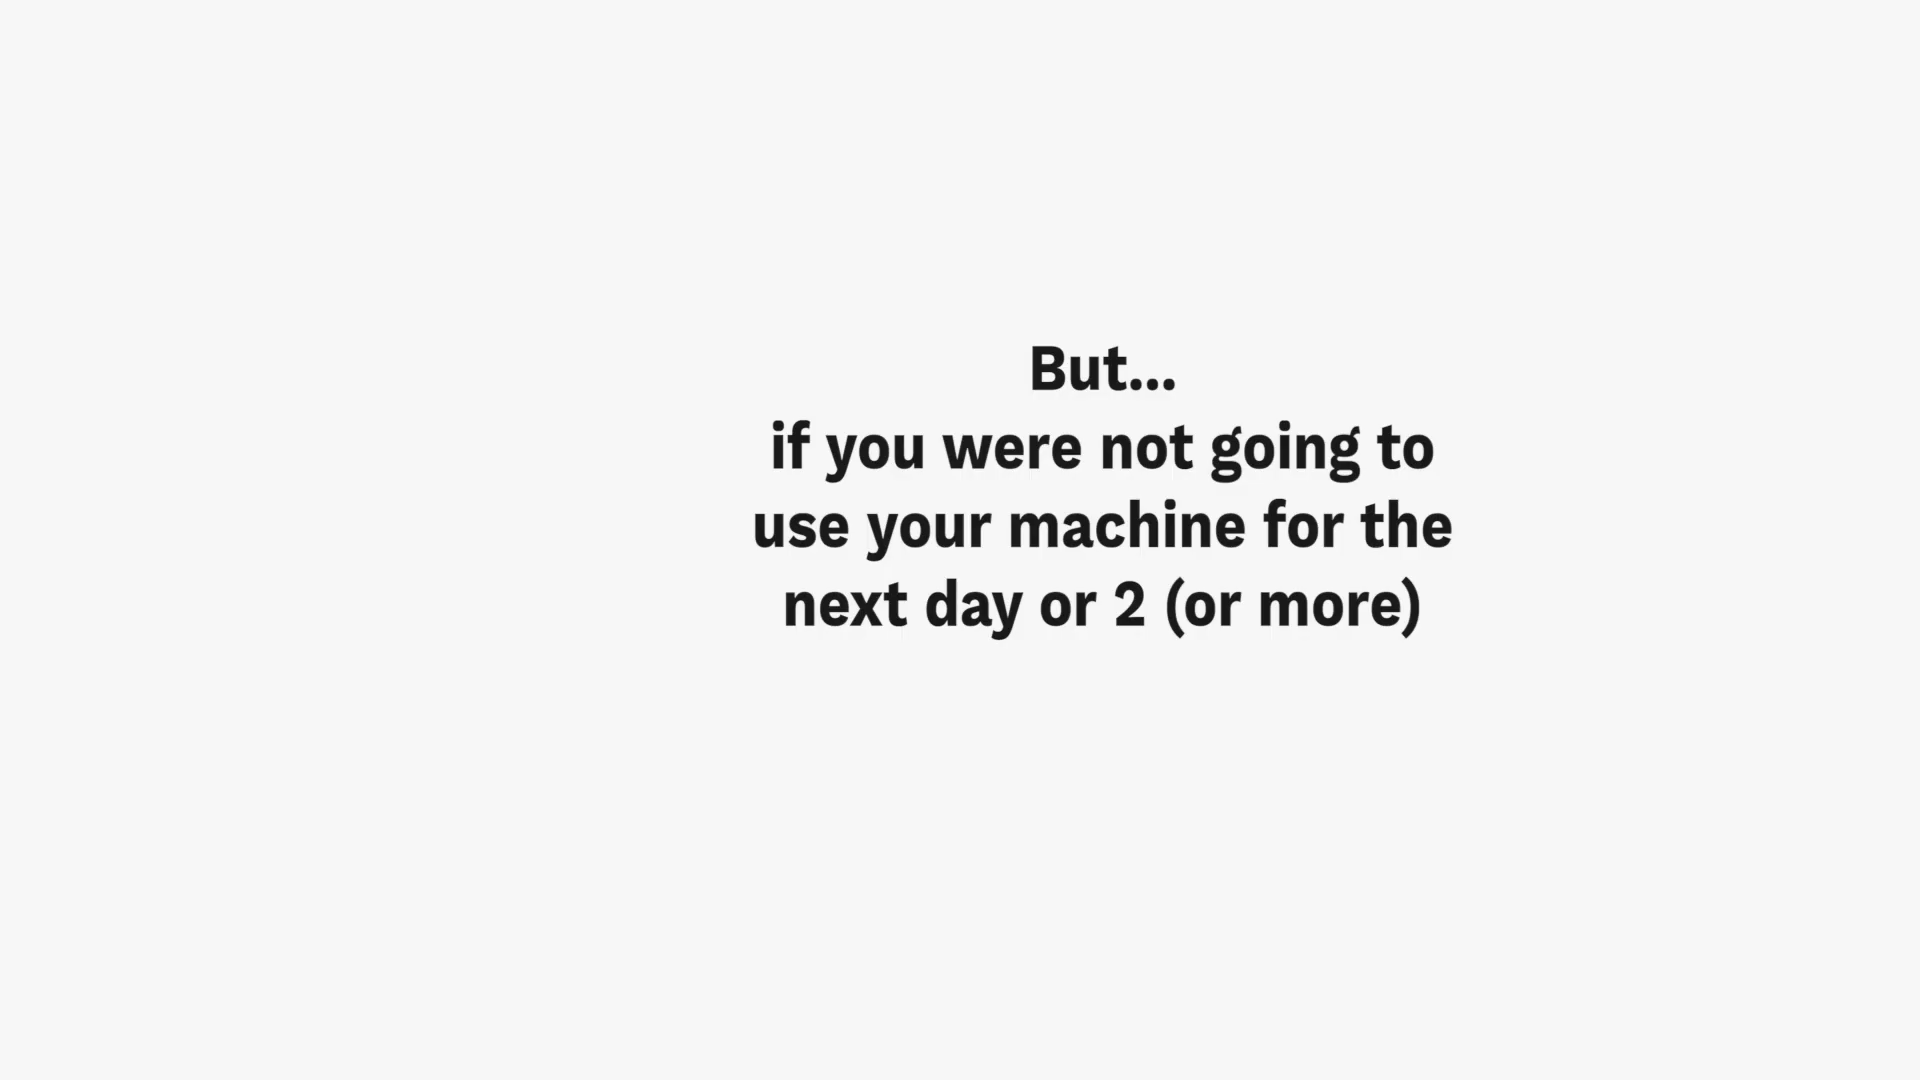 But...
if you were not going to
use your machine for the
next day or 2 (or more)